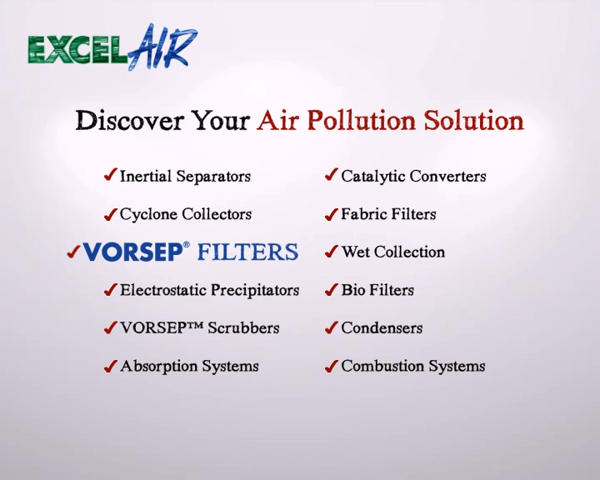 EXCEL AIR
Discover Your Air Pollution Solution
✓Inertial Separators
✓Cyclone Collectors
✓VORSEP® FILTERS
✓Electrostatic Precipitators
✓VORSEP™ Scrubbers
✓Absorption Systems
✓Catalytic Converters
✓Fabric Filters
✓Wet Collection
✓Bio Filters
✓Condensers
✓Combustion Systems